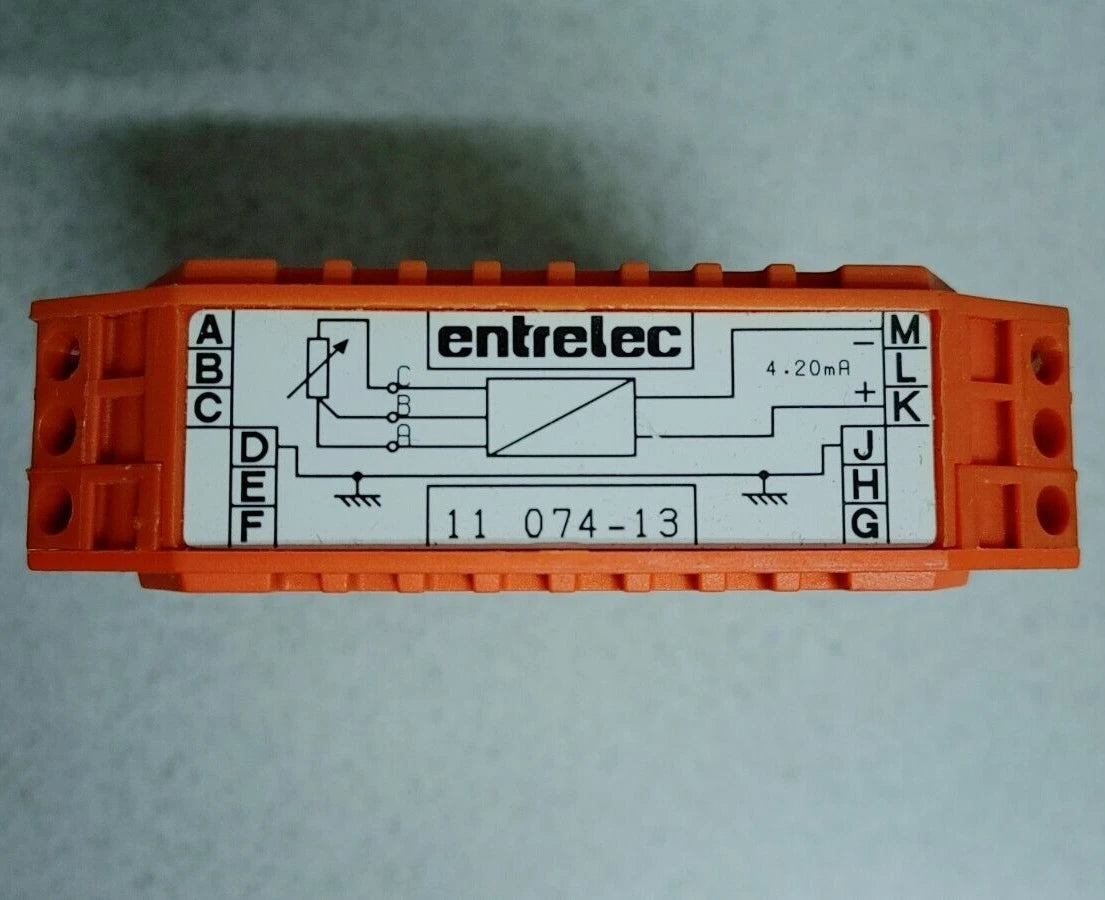 entrelec
A
B
C
D
E
F
C
B
A
−
4.20mA
+
M
L
K
J
H
G
11 074-13